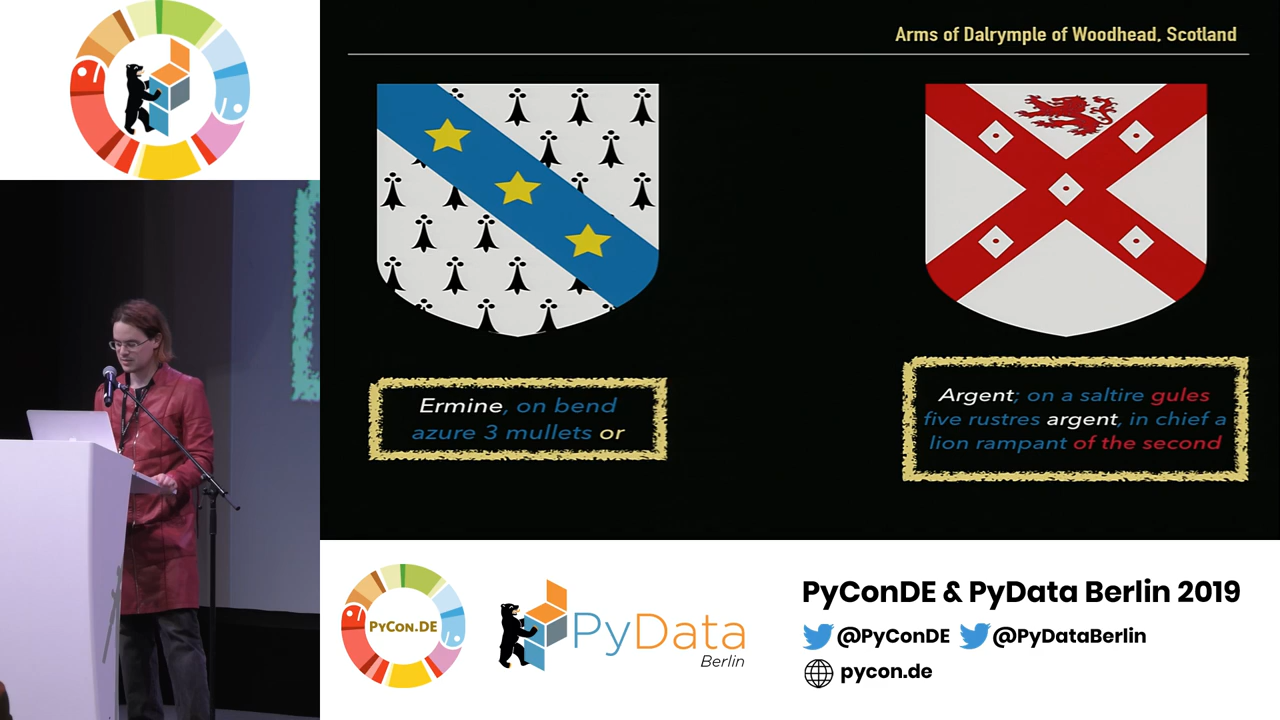 Arms of Dalrymple of Woodhead, Scotland
Ermine, on bend
azure 3 mullets or
Argent; on a saltire gules
five rustres argent, in chief a
lion rampant of the second
PyCon.DE
PyData
Berlin
PyConDE & PyData Berlin 2019
@PyConDE @PyDataBerlin
pycon.de